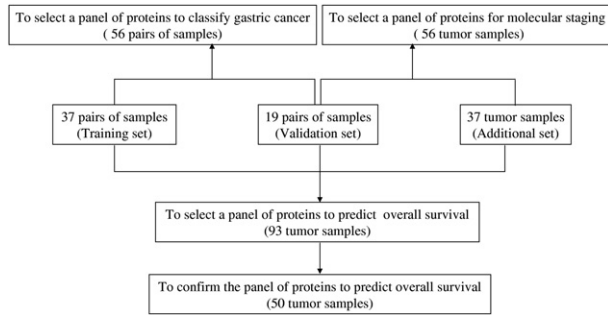 To select a panel of proteins to classify gastric cancer
( 56 pairs of samples)
To select a panel of proteins for molecular staging
( 56 tumor samples)
37 pairs of samples
(Training set)
19 pairs of samples
(Validation set)
37 tumor samples
(Additional set)
To select a panel of proteins to predict overall survival
(93 tumor samples)
To confirm the panel of proteins to predict overall survival
(50 tumor samples)